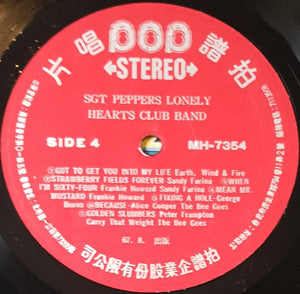 片唱 pop 譜拍
STEREO
SGT PEPPERS LONELY
HEARTS CLUB BAND
SIDE 4
MH-7354
①GOT TO GET YOU INTO MY LIFE Earth, Wind & Fire
②STRAWBERRY FIELDS FOREVER Sandy Farina ③WHEN
I'M SIXTY-FOUR Frankie Howard Sandy Farina ④MEAN MR.
MUSTARD Frankie Howerd ⑤FIXING A HOLE-George
Burns ⑥BECAUSE-Alice Cooper The Bee Gees
⑦GOLDEN SLUMBERS Peter Frampton
Carry That Weight The Bee Gees
67. 8. 出版
司公限有份股業企譜拍